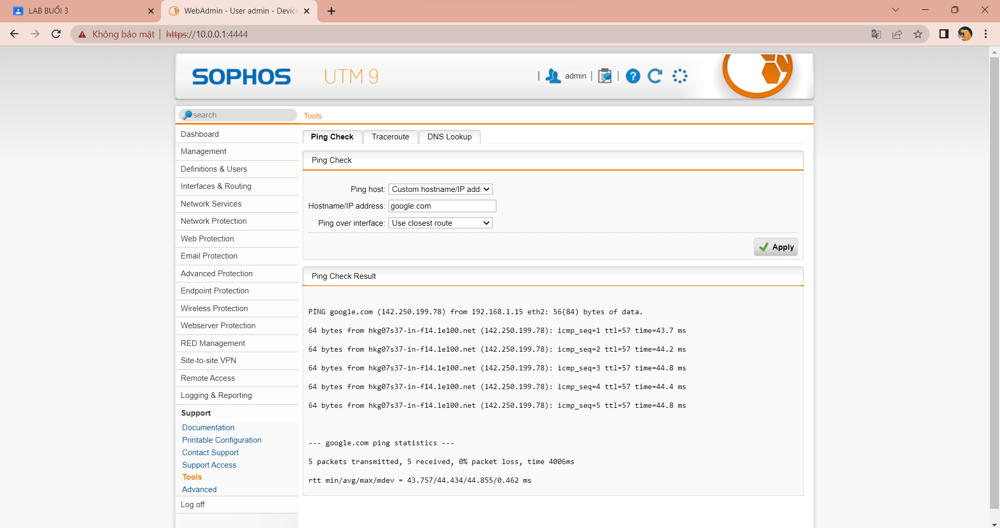 LAB BUỔI 3
WebAdmin - User admin - Device
Không bảo mật | https://10.0.0.1:4444
SOPHOS UTM 9
| admin | | ?
search
Tools
Dashboard
Management
Definitions & Users
Interfaces & Routing
Network Services
Network Protection
Web Protection
Email Protection
Advanced Protection
Endpoint Protection
Wireless Protection
Webserver Protection
RED Management
Site-to-site VPN
Remote Access
Logging & Reporting
Support
Documentation
Printable Configuration
Contact Support
Support Access
Tools
Advanced
Log off
Ping Check Traceroute DNS Lookup
Ping Check
Ping host: Custom hostname/IP addr
Hostname/IP address: google.com
Ping over interface: Use closest route
Apply
Ping Check Result
PING google.com (142.250.199.78) from 192.168.1.15 eth2: 56(84) bytes of data.
64 bytes from hkg07s37-in-f14.1e100.net (142.250.199.78): icmp_seq=1 ttl=57 time=43.7 ms
64 bytes from hkg07s37-in-f14.1e100.net (142.250.199.78): icmp_seq=2 ttl=57 time=44.2 ms
64 bytes from hkg07s37-in-f14.1e100.net (142.250.199.78): icmp_seq=3 ttl=57 time=44.8 ms
64 bytes from hkg07s37-in-f14.1e100.net (142.250.199.78): icmp_seq=4 ttl=57 time=44.4 ms
64 bytes from hkg07s37-in-f14.1e100.net (142.250.199.78): icmp_seq=5 ttl=57 time=44.8 ms
--- google.com ping statistics ---
5 packets transmitted, 5 received, 0% packet loss, time 4006ms
rtt min/avg/max/mdev = 43.757/44.434/44.855/0.462 ms